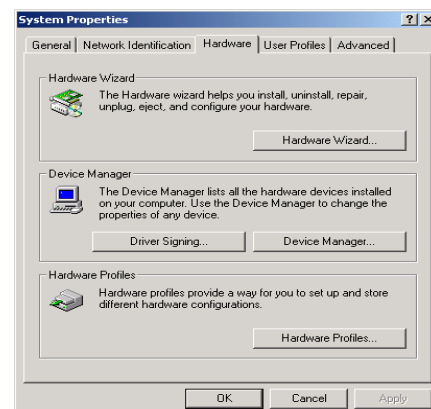 System Properties
General Network Identification Hardware User Profiles Advanced
Hardware Wizard
The Hardware wizard helps you install, uninstall, repair,
unplug, eject, and configure your hardware.
Hardware Wizard...
Device Manager
The Device Manager lists all the hardware devices installed
on your computer. Use the Device Manager to change the
properties of any device.
Driver Signing... Device Manager...
Hardware Profiles
Hardware profiles provide a way for you to set up and store
different hardware configurations.
Hardware Profiles...
OK Cancel Apply